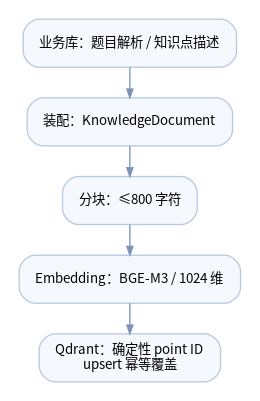 业务库：题目解析 / 知识点描述
装配：KnowledgeDocument
分块：≤800 字符
Embedding：BGE-M3 / 1024 维
Qdrant：确定性 point ID
upsert 幂等覆盖